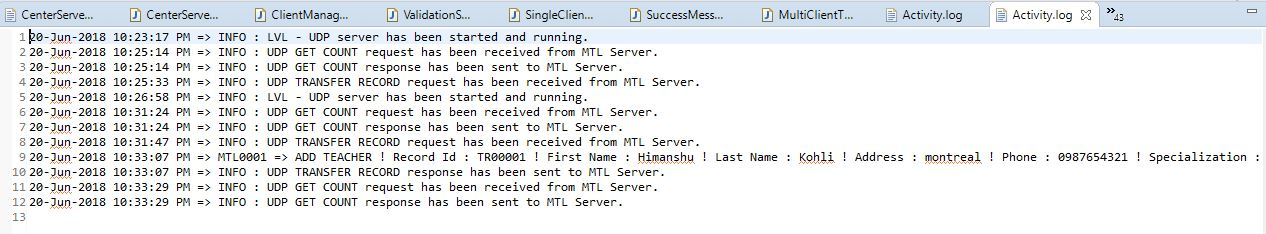 CenterServe... CenterServe... ClientManag... ValidationS... SingleClien... SuccessMess... MultiClientT... Activity.log Activity.log »43
1 20-Jun-2018 10:23:17 PM => INFO : LVL - UDP server has been started and running.
2 20-Jun-2018 10:25:14 PM => INFO : UDP GET COUNT request has been received from MTL Server.
3 20-Jun-2018 10:25:14 PM => INFO : UDP GET COUNT response has been sent to MTL Server.
4 20-Jun-2018 10:25:33 PM => INFO : UDP TRANSFER RECORD request has been received from MTL Server.
5 20-Jun-2018 10:26:58 PM => INFO : LVL - UDP server has been started and running.
6 20-Jun-2018 10:31:24 PM => INFO : UDP GET COUNT request has been received from MTL Server.
7 20-Jun-2018 10:31:24 PM => INFO : UDP GET COUNT response has been sent to MTL Server.
8 20-Jun-2018 10:31:47 PM => INFO : UDP TRANSFER RECORD request has been received from MTL Server.
9 20-Jun-2018 10:33:07 PM => MTL0001 => ADD TEACHER ! Record Id : TR00001 ! First Name : Himanshu ! Last Name : Kohli ! Address : montreal ! Phone : 0987654321 ! Specialization :
10 20-Jun-2018 10:33:07 PM => INFO : UDP TRANSFER RECORD response has been sent to MTL Server.
11 20-Jun-2018 10:33:29 PM => INFO : UDP GET COUNT request has been received from MTL Server.
12 20-Jun-2018 10:33:29 PM => INFO : UDP GET COUNT response has been sent to MTL Server.
13